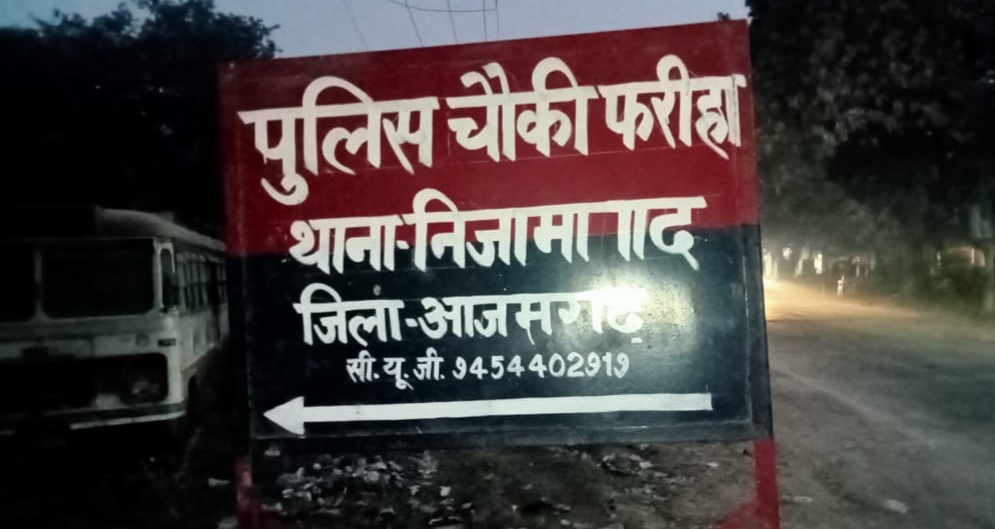 पुलिस चौकी फरीहा
थाना-निजामाबाद
जिला-आजमगढ़
सी.यू.जी. 9454402919